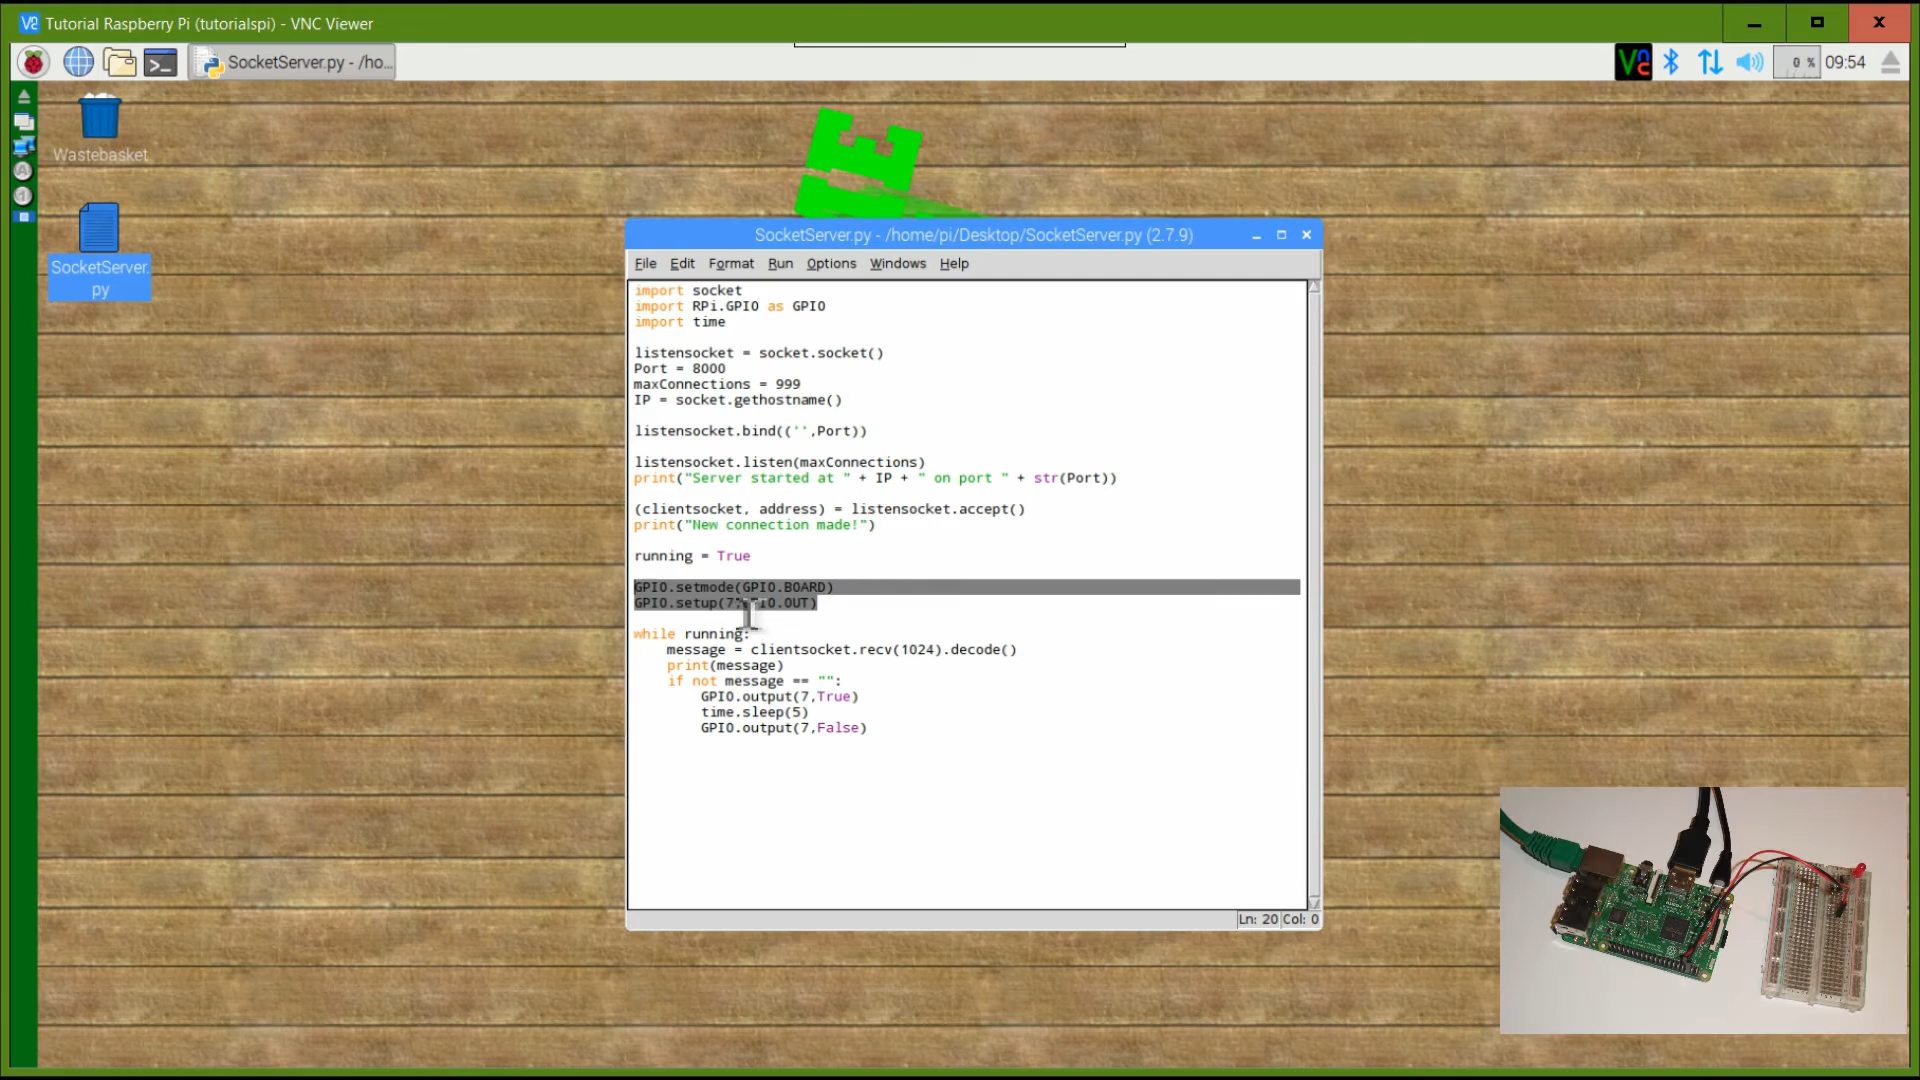 Tutorial Raspberry Pi (tutorialspi) - VNC Viewer
SocketServer.py - /ho...
0 %
09:54
Wastebasket
SocketServer.
py
SocketServer.py - /home/pi/Desktop/SocketServer.py (2.7.9)
File Edit Format Run Options Windows Help
import socket
import RPi.GPIO as GPIO
import time
listensocket = socket.socket()
Port = 8000
maxConnections = 999
IP = socket.gethostname()
listensocket.bind(('',Port))
listensocket.listen(maxConnections)
print("Server started at " + IP + " on port " + str(Port))
(clientsocket, address) = listensocket.accept()
print("New connection made!")
running = True
GPIO.setmode(GPIO.BOARD)
GPIO.setup(7,GPIO.OUT)
while running:
message = clientsocket.recv(1024).decode()
print(message)
if not message == "":
GPIO.output(7,True)
time.sleep(5)
GPIO.output(7,False)
Ln: 20 Col: 0